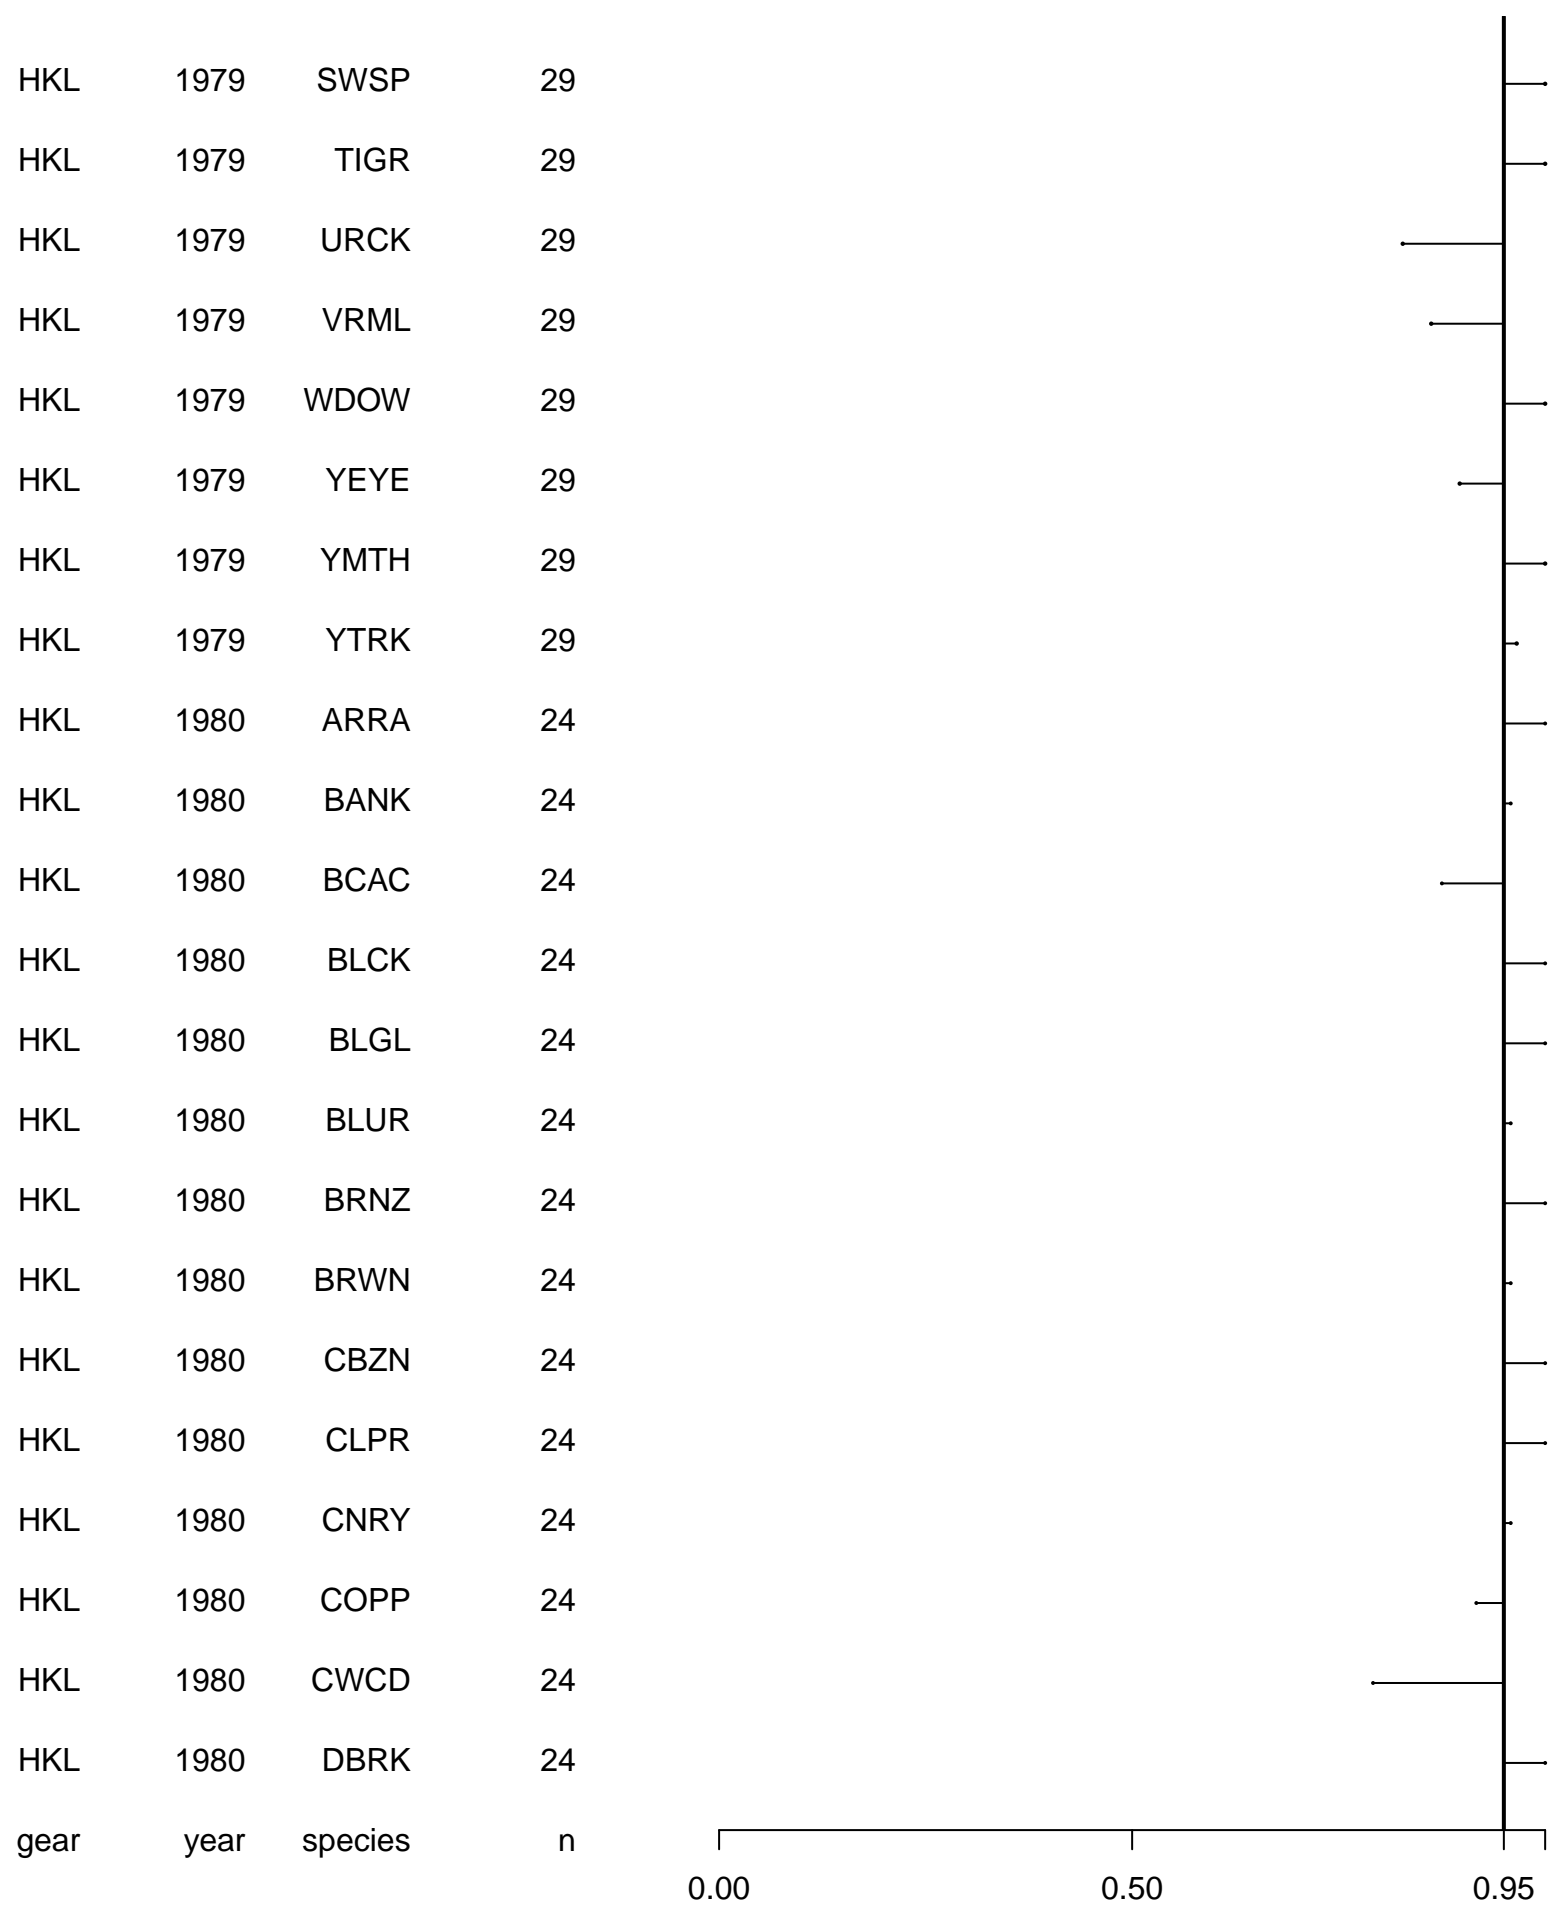 HKL 1979 SWSP 29
HKL 1979 TIGR 29
HKL 1979 URCK 29
HKL 1979 VRML 29
HKL 1979 WDOW 29
HKL 1979 YEYE 29
HKL 1979 YMTH 29
HKL 1979 YTRK 29
HKL 1980 ARRA 24
HKL 1980 BANK 24
HKL 1980 BCAC 24
HKL 1980 BLCK 24
HKL 1980 BLGL 24
HKL 1980 BLUR 24
HKL 1980 BRNZ 24
HKL 1980 BRWN 24
HKL 1980 CBZN 24
HKL 1980 CLPR 24
HKL 1980 CNRY 24
HKL 1980 COPP 24
HKL 1980 CWCD 24
HKL 1980 DBRK 24
gear year species n
0.00 0.50 0.95